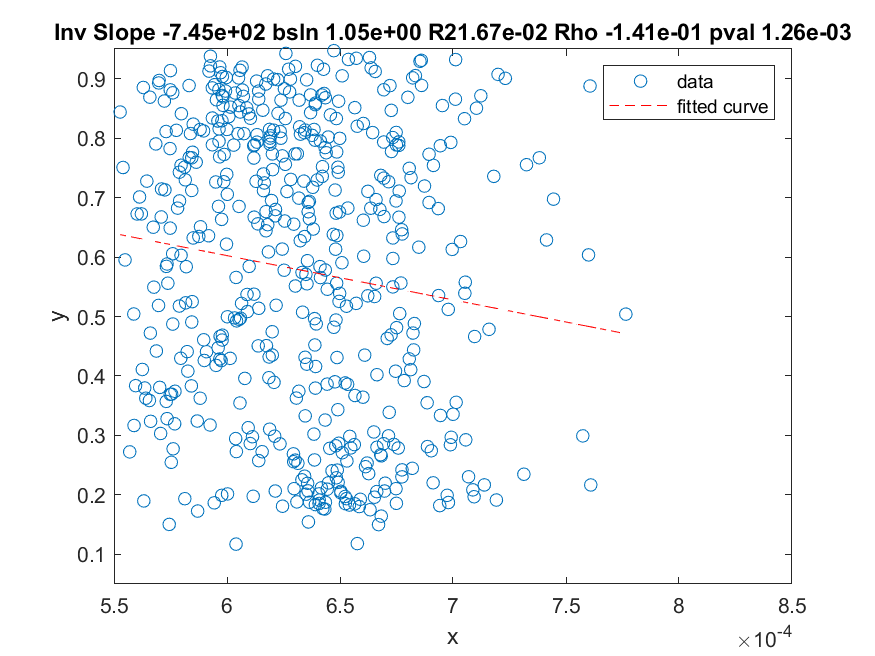 Inv Slope -7.45e+02 bsln 1.05e+00 R21.67e-02 Rho -1.41e-01 pval 1.26e-03
data
fitted curve
y
0.9
0.8
0.7
0.6
0.5
0.4
0.3
0.2
0.1
5.5 6 6.5 7 7.5 8 8.5
x
×10⁻⁴